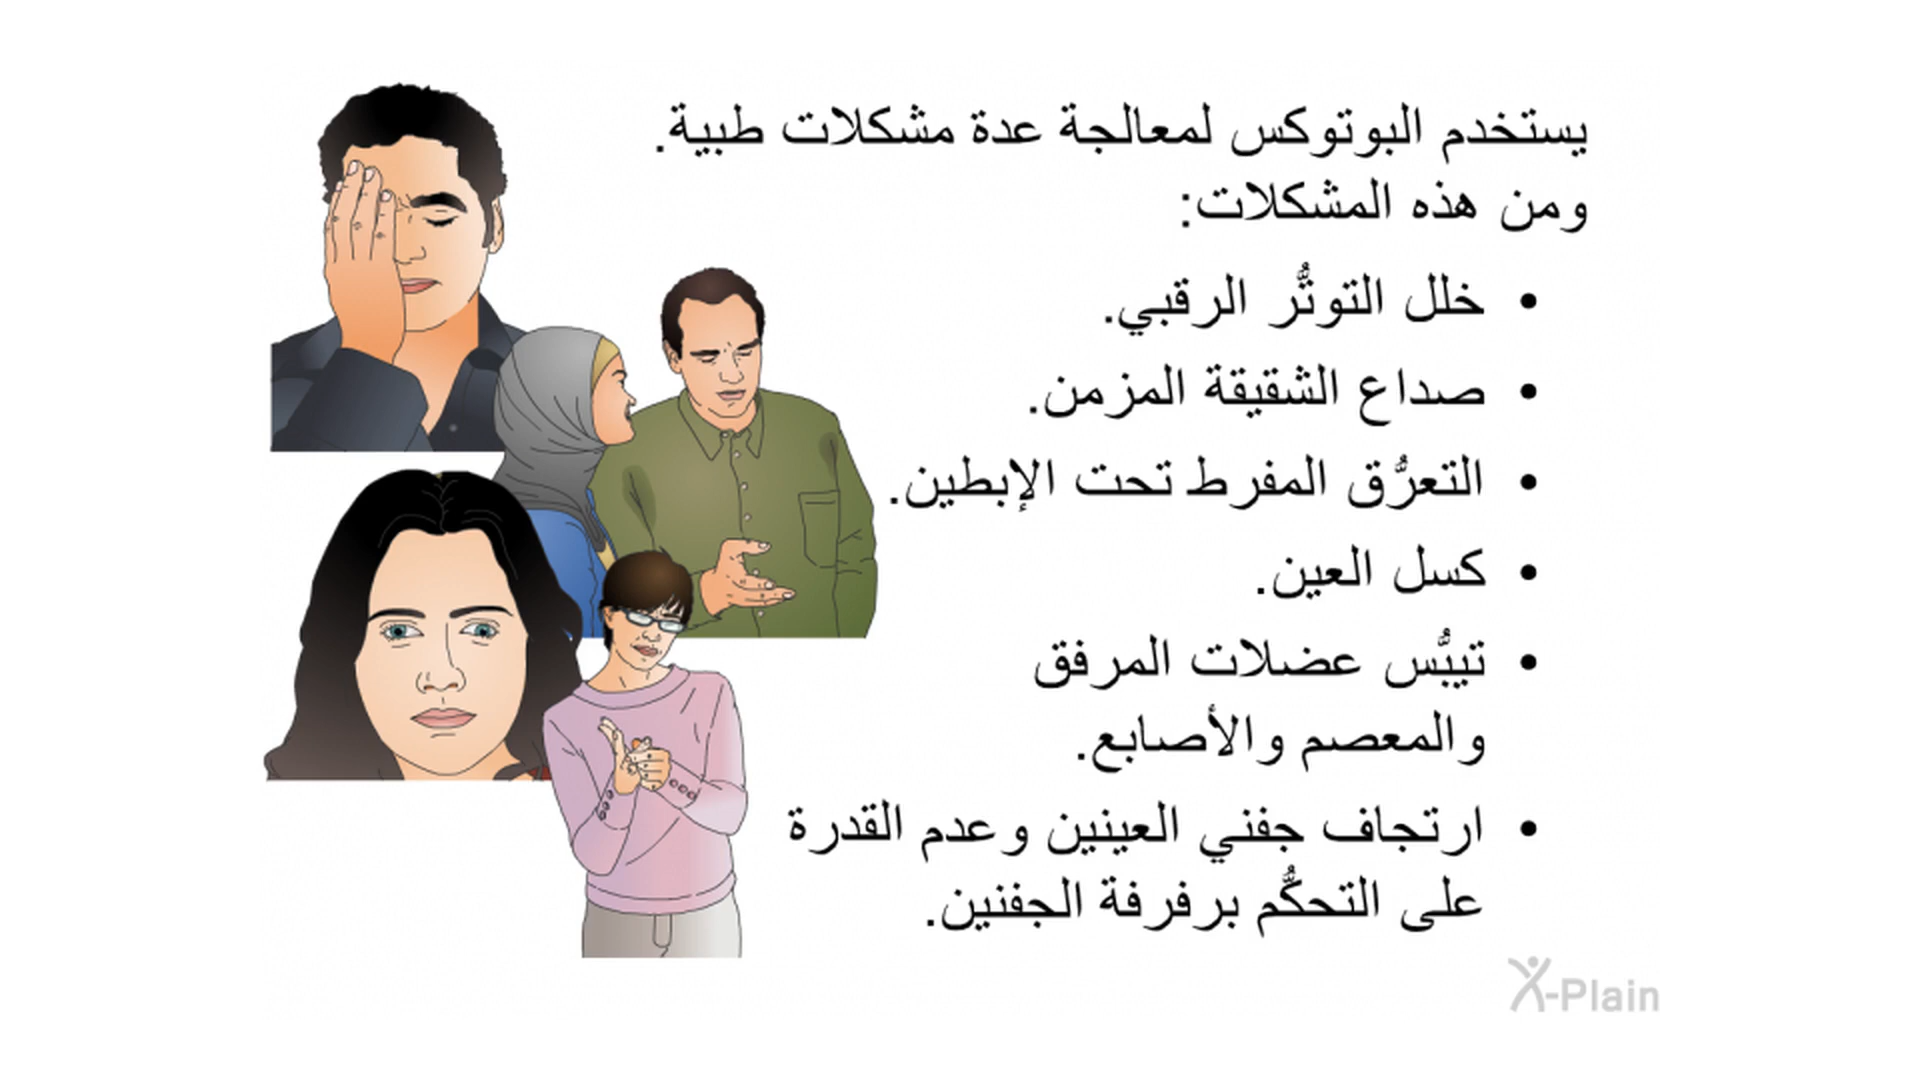 يستخدم البوتوكس لمعالجة عدة مشكلات طبية.
ومن هذه المشكلات:
• خلل التوتُّر الرقبي.
• صداع الشقيقة المزمن.
• التعرُّق المفرط تحت الإبطين.
• كسل العين.
• تيبُّس عضلات المرفق
والمعصم والأصابع.
• ارتجاف جفني العينين وعدم القدرة
على التحكُّم برفرفة الجفنين.
X-Plain